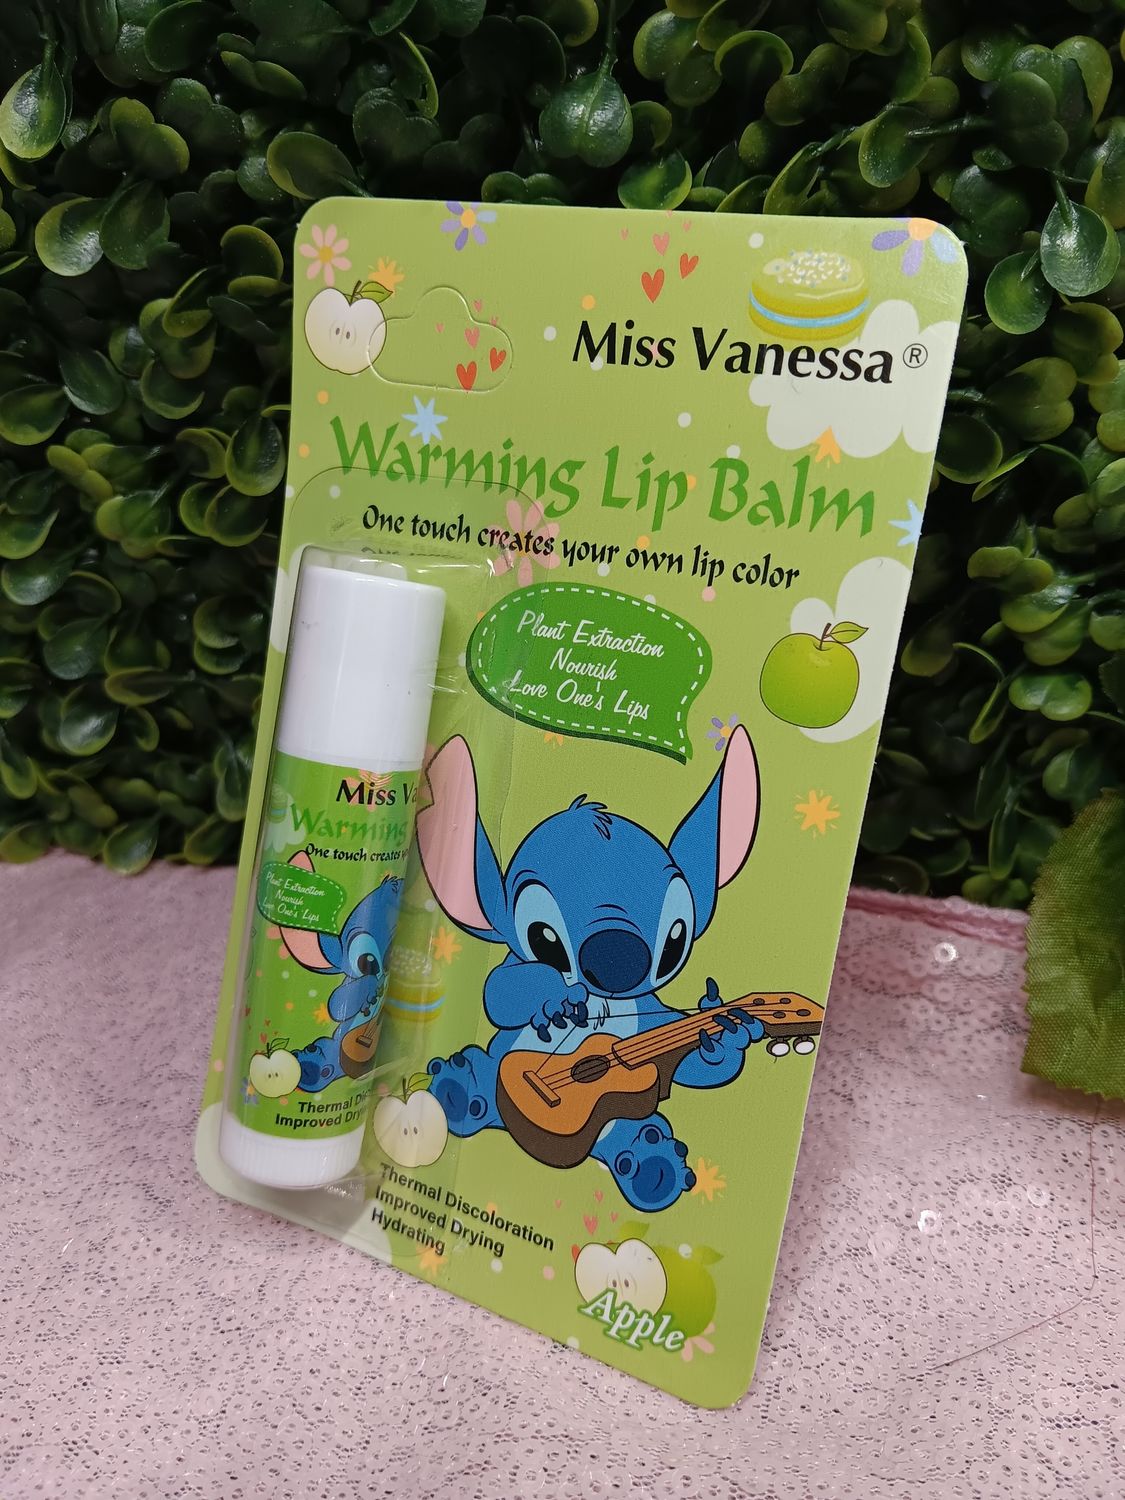 Miss Vanessa®
Warming Lip Balm
One touch creates your own lip color
Plant Extraction
Nourish
Love One's Lips
Miss Va
Warming
One touch creates
Plant Extraction
Nourish
Love One's Lips
Thermal
Improved
Thermal Discoloration
Improved Drying
Hydrating
Apple